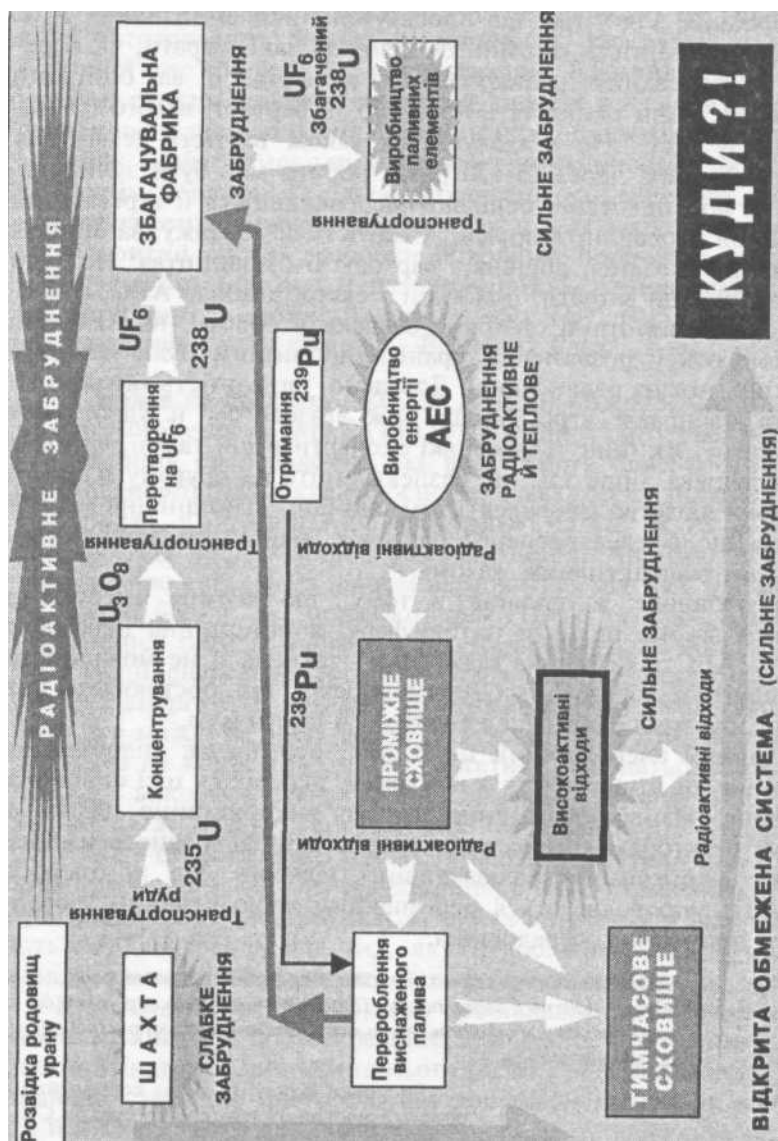 РАДІОАКТИВНЕ ЗАБРУДНЕННЯ
Розвідка родовищ
урану
ШАХТА
СЛАБКЕ
ЗАБРУДНЕННЯ
Транспортування
руди
235U
Концентрування
U3O8
Транспортування
Перетворення
на UF6
UF6
238U
ЗБАГАЧУВАЛЬНА
ФАБРИКА
ЗАБРУДНЕННЯ
UF6
Збагачений
238U
Виробництво
паливних
елементів
Транспортування
СИЛЬНЕ ЗАБРУДНЕННЯ
Отримання 239Pu
239Pu
Виробництво
енергії
АЕС
ЗАБРУДНЕННЯ
РАДІОАКТИВНЕ
Й ТЕПЛОВЕ
Радіоактивні відходи
ПРОМІЖНЕ
СХОВИЩЕ
Радіоактивні відходи
Перероблення
виснаженого
палива
Високоактивні
відходи
СИЛЬНЕ ЗАБРУДНЕННЯ
Радіоактивні відходи
ТИМЧАСОВЕ
СХОВИЩЕ
КУДИ?!
ВІДКРИТА ОБМЕЖЕНА СИСТЕМА (СИЛЬНЕ ЗАБРУДНЕННЯ)